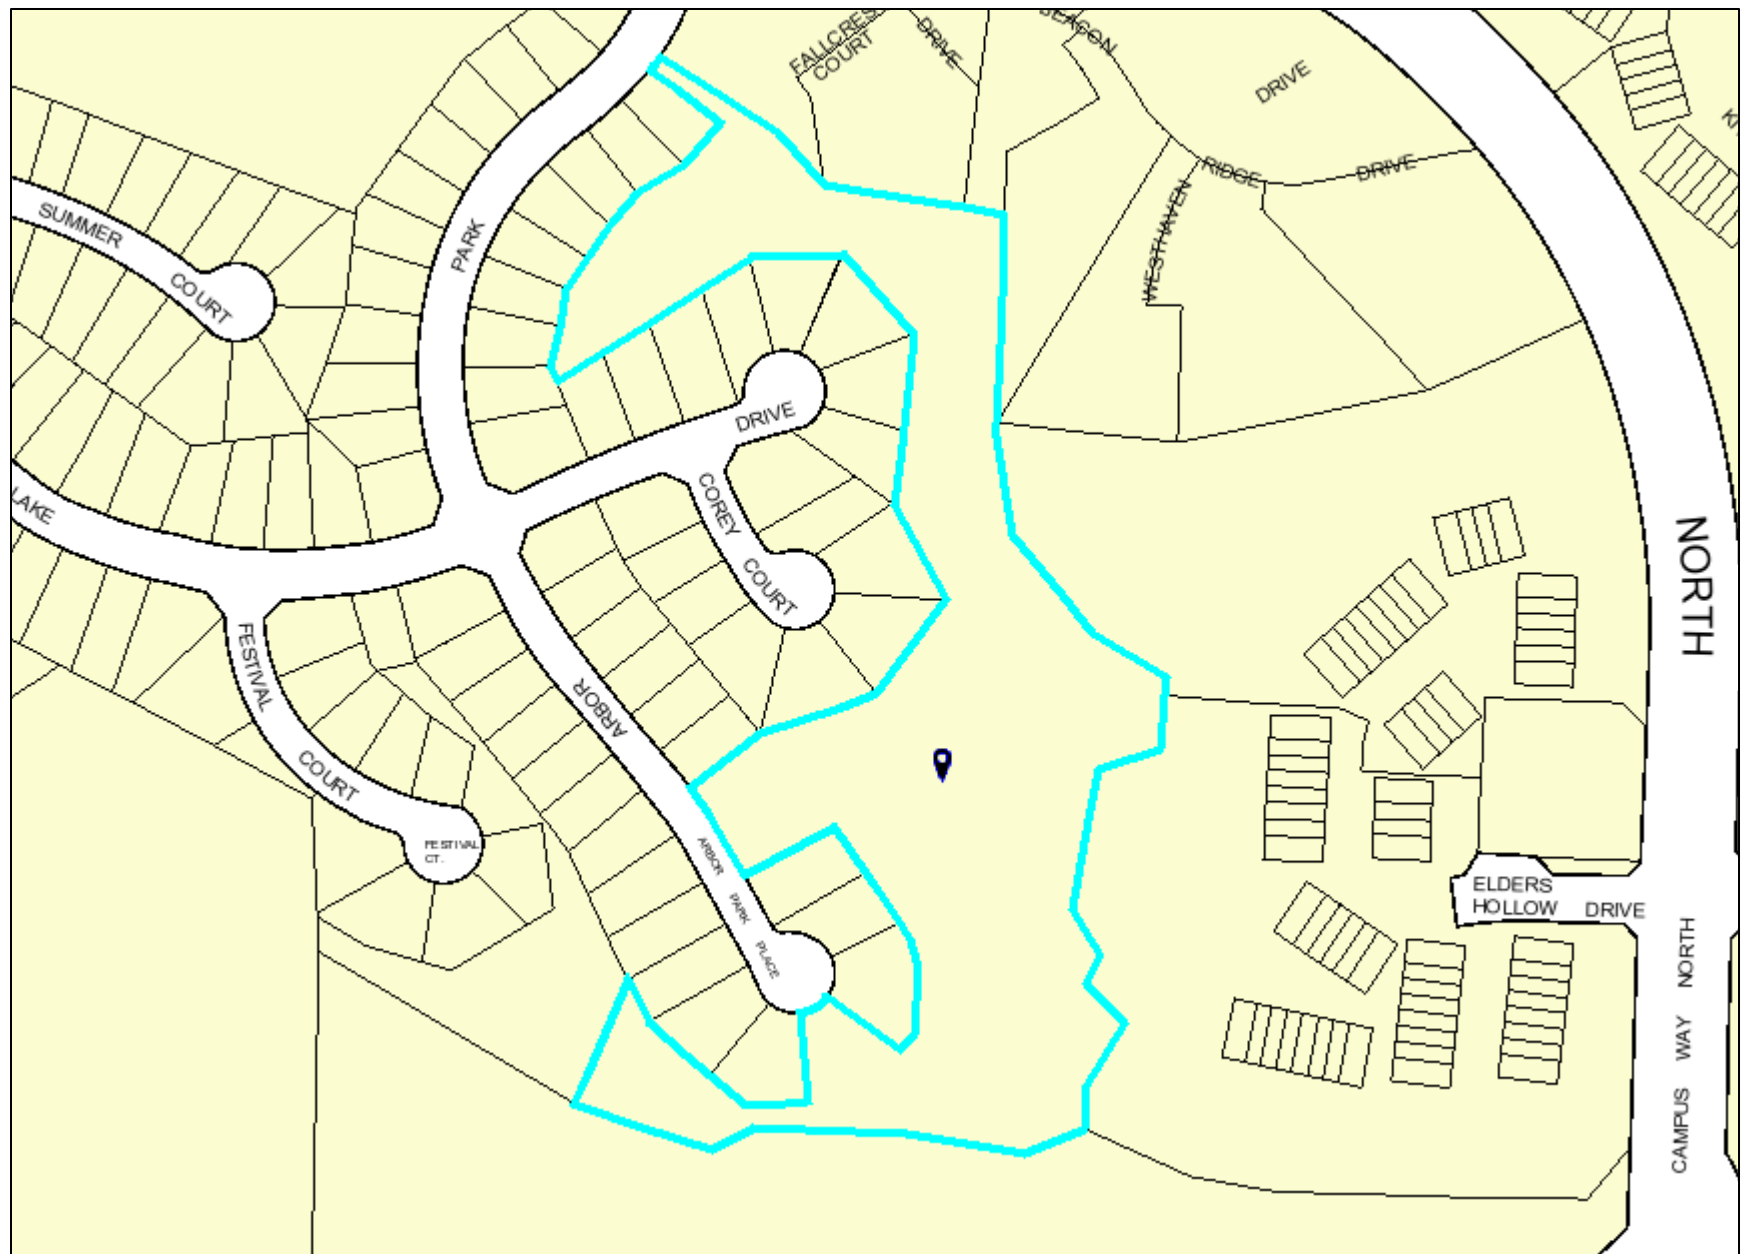 FALLCREST
COURT
DRIVE
BEACON
DRIVE
RIDGE
DRIVE
WESTHAVEN
SUMMER
COURT
PARK
DRIVE
COREY
COURT
LAKE
NORTH
FESTIVAL
COURT
ARBOR
FESTIVAL
CT.
ARBOR
PARK
PLACE
ELDERS
HOLLOW DRIVE
CAMPUS WAY NORTH